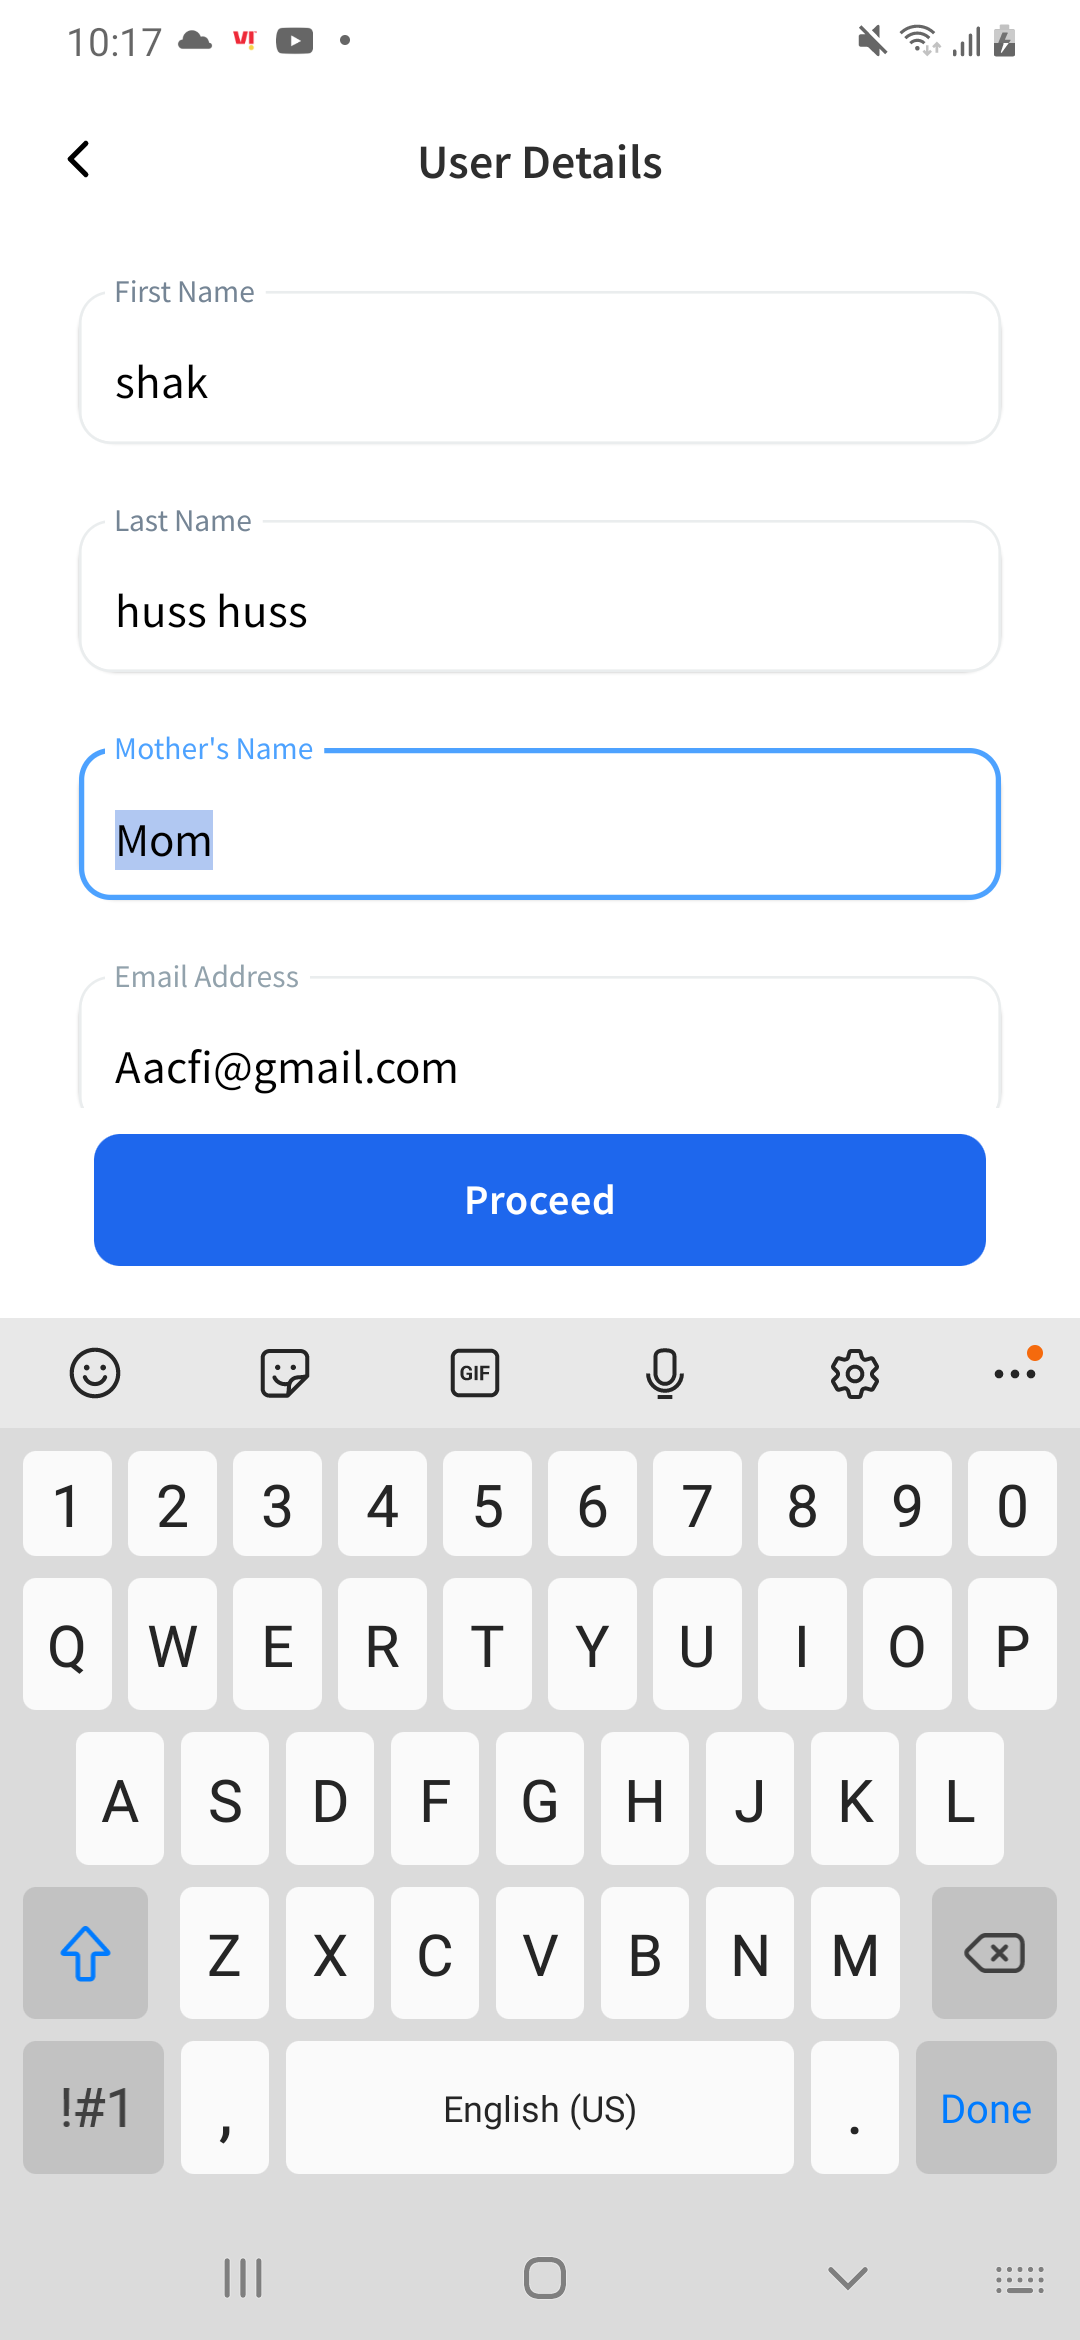 10:17
User Details
First Name
shak
Last Name
huss huss
Mother's Name
Mom
Email Address
Aacfi@gmail.com
Proceed
GIF
1 2 3 4 5 6 7 8 9 0
Q W E R T Y U I O P
A S D F G H J K L
Z X C V B N M
!#1 , English (US) . Done